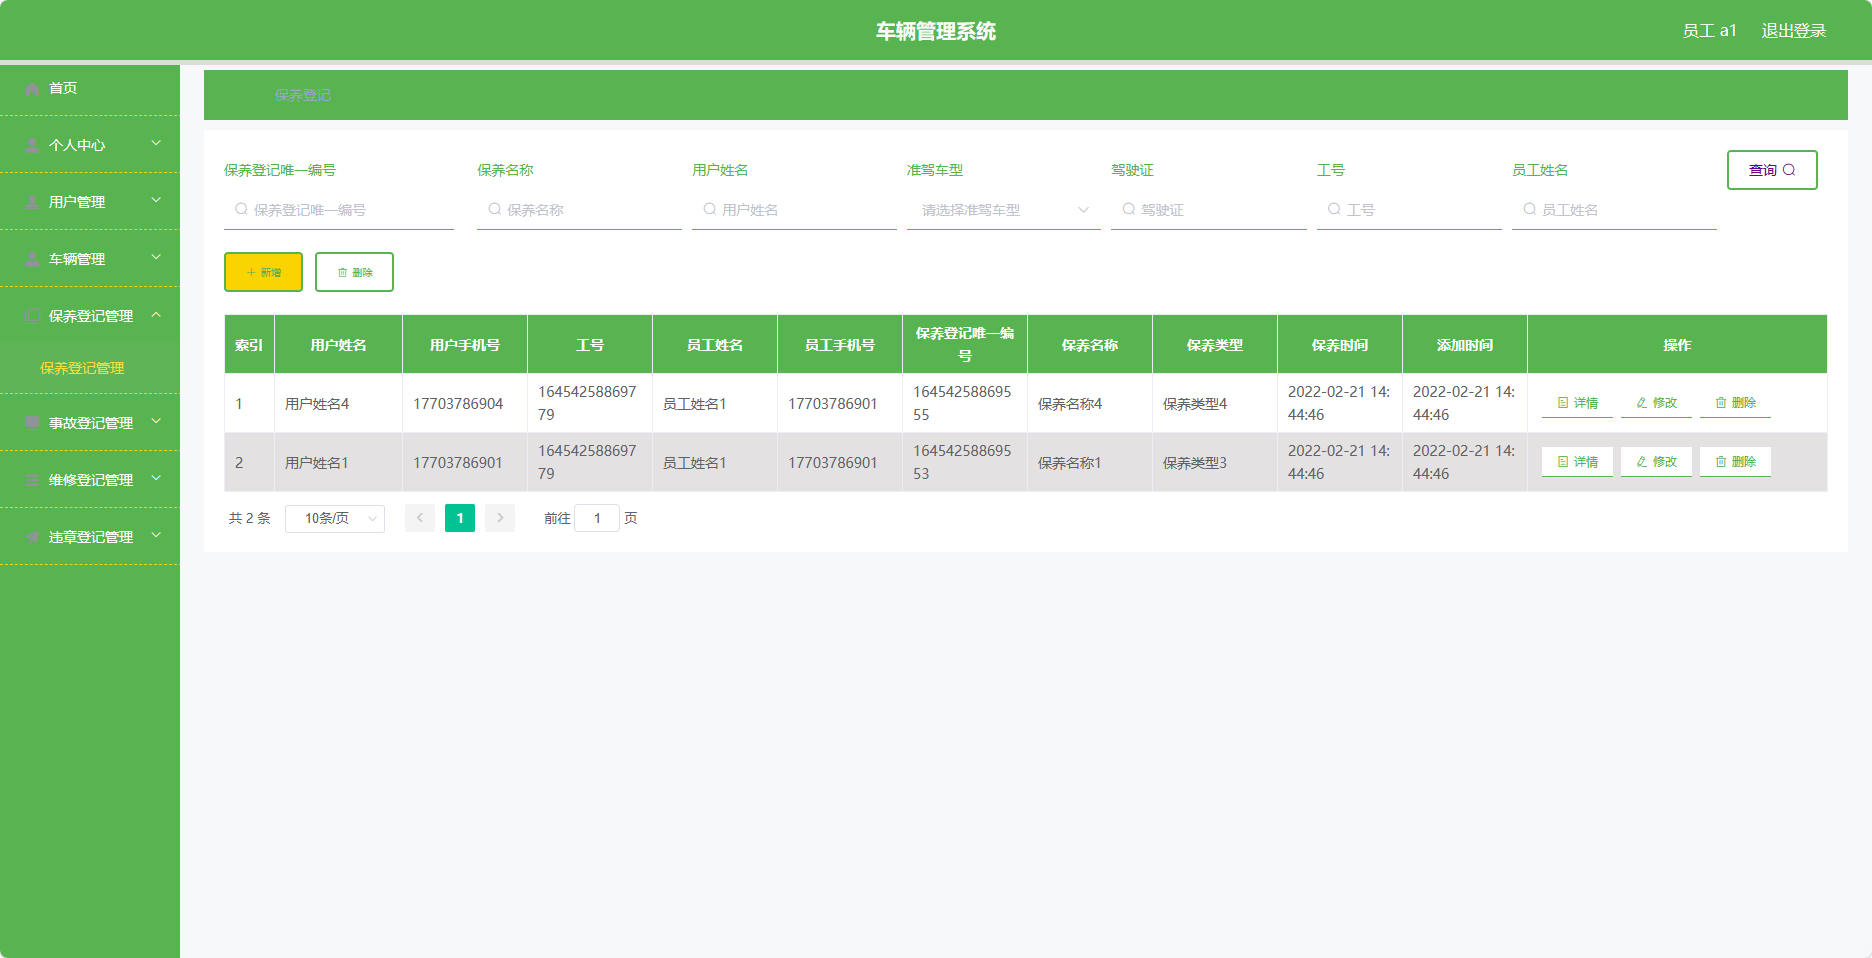 车辆管理系统
员工 a1 退出登录
首页
个人中心
用户管理
车辆管理
保养登记管理
保养登记管理
事故登记管理
维修登记管理
违章登记管理
保养登记
保养登记唯一编号 保养名称 用户姓名 准驾车型 驾驶证 工号 员工姓名 查询
保养登记唯一编号 保养名称 用户姓名 请选择准驾车型 驾驶证 工号 员工姓名
新增 删除
索引 用户姓名 用户手机号 工号 员工姓名 员工手机号 保养登记唯一编号 保养名称 保养类型 保养时间 添加时间 操作
1 用户姓名4 17703786904 16454258869779 员工姓名1 17703786901 16454258869555 保养名称4 保养类型4 2022-02-21 14:44:46 2022-02-21 14:44:46 详情 修改 删除
2 用户姓名1 17703786901 16454258869779 员工姓名1 17703786901 16454258869553 保养名称1 保养类型3 2022-02-21 14:44:46 2022-02-21 14:44:46 详情 修改 删除
共 2 条 10条/页 1 前往 1 页